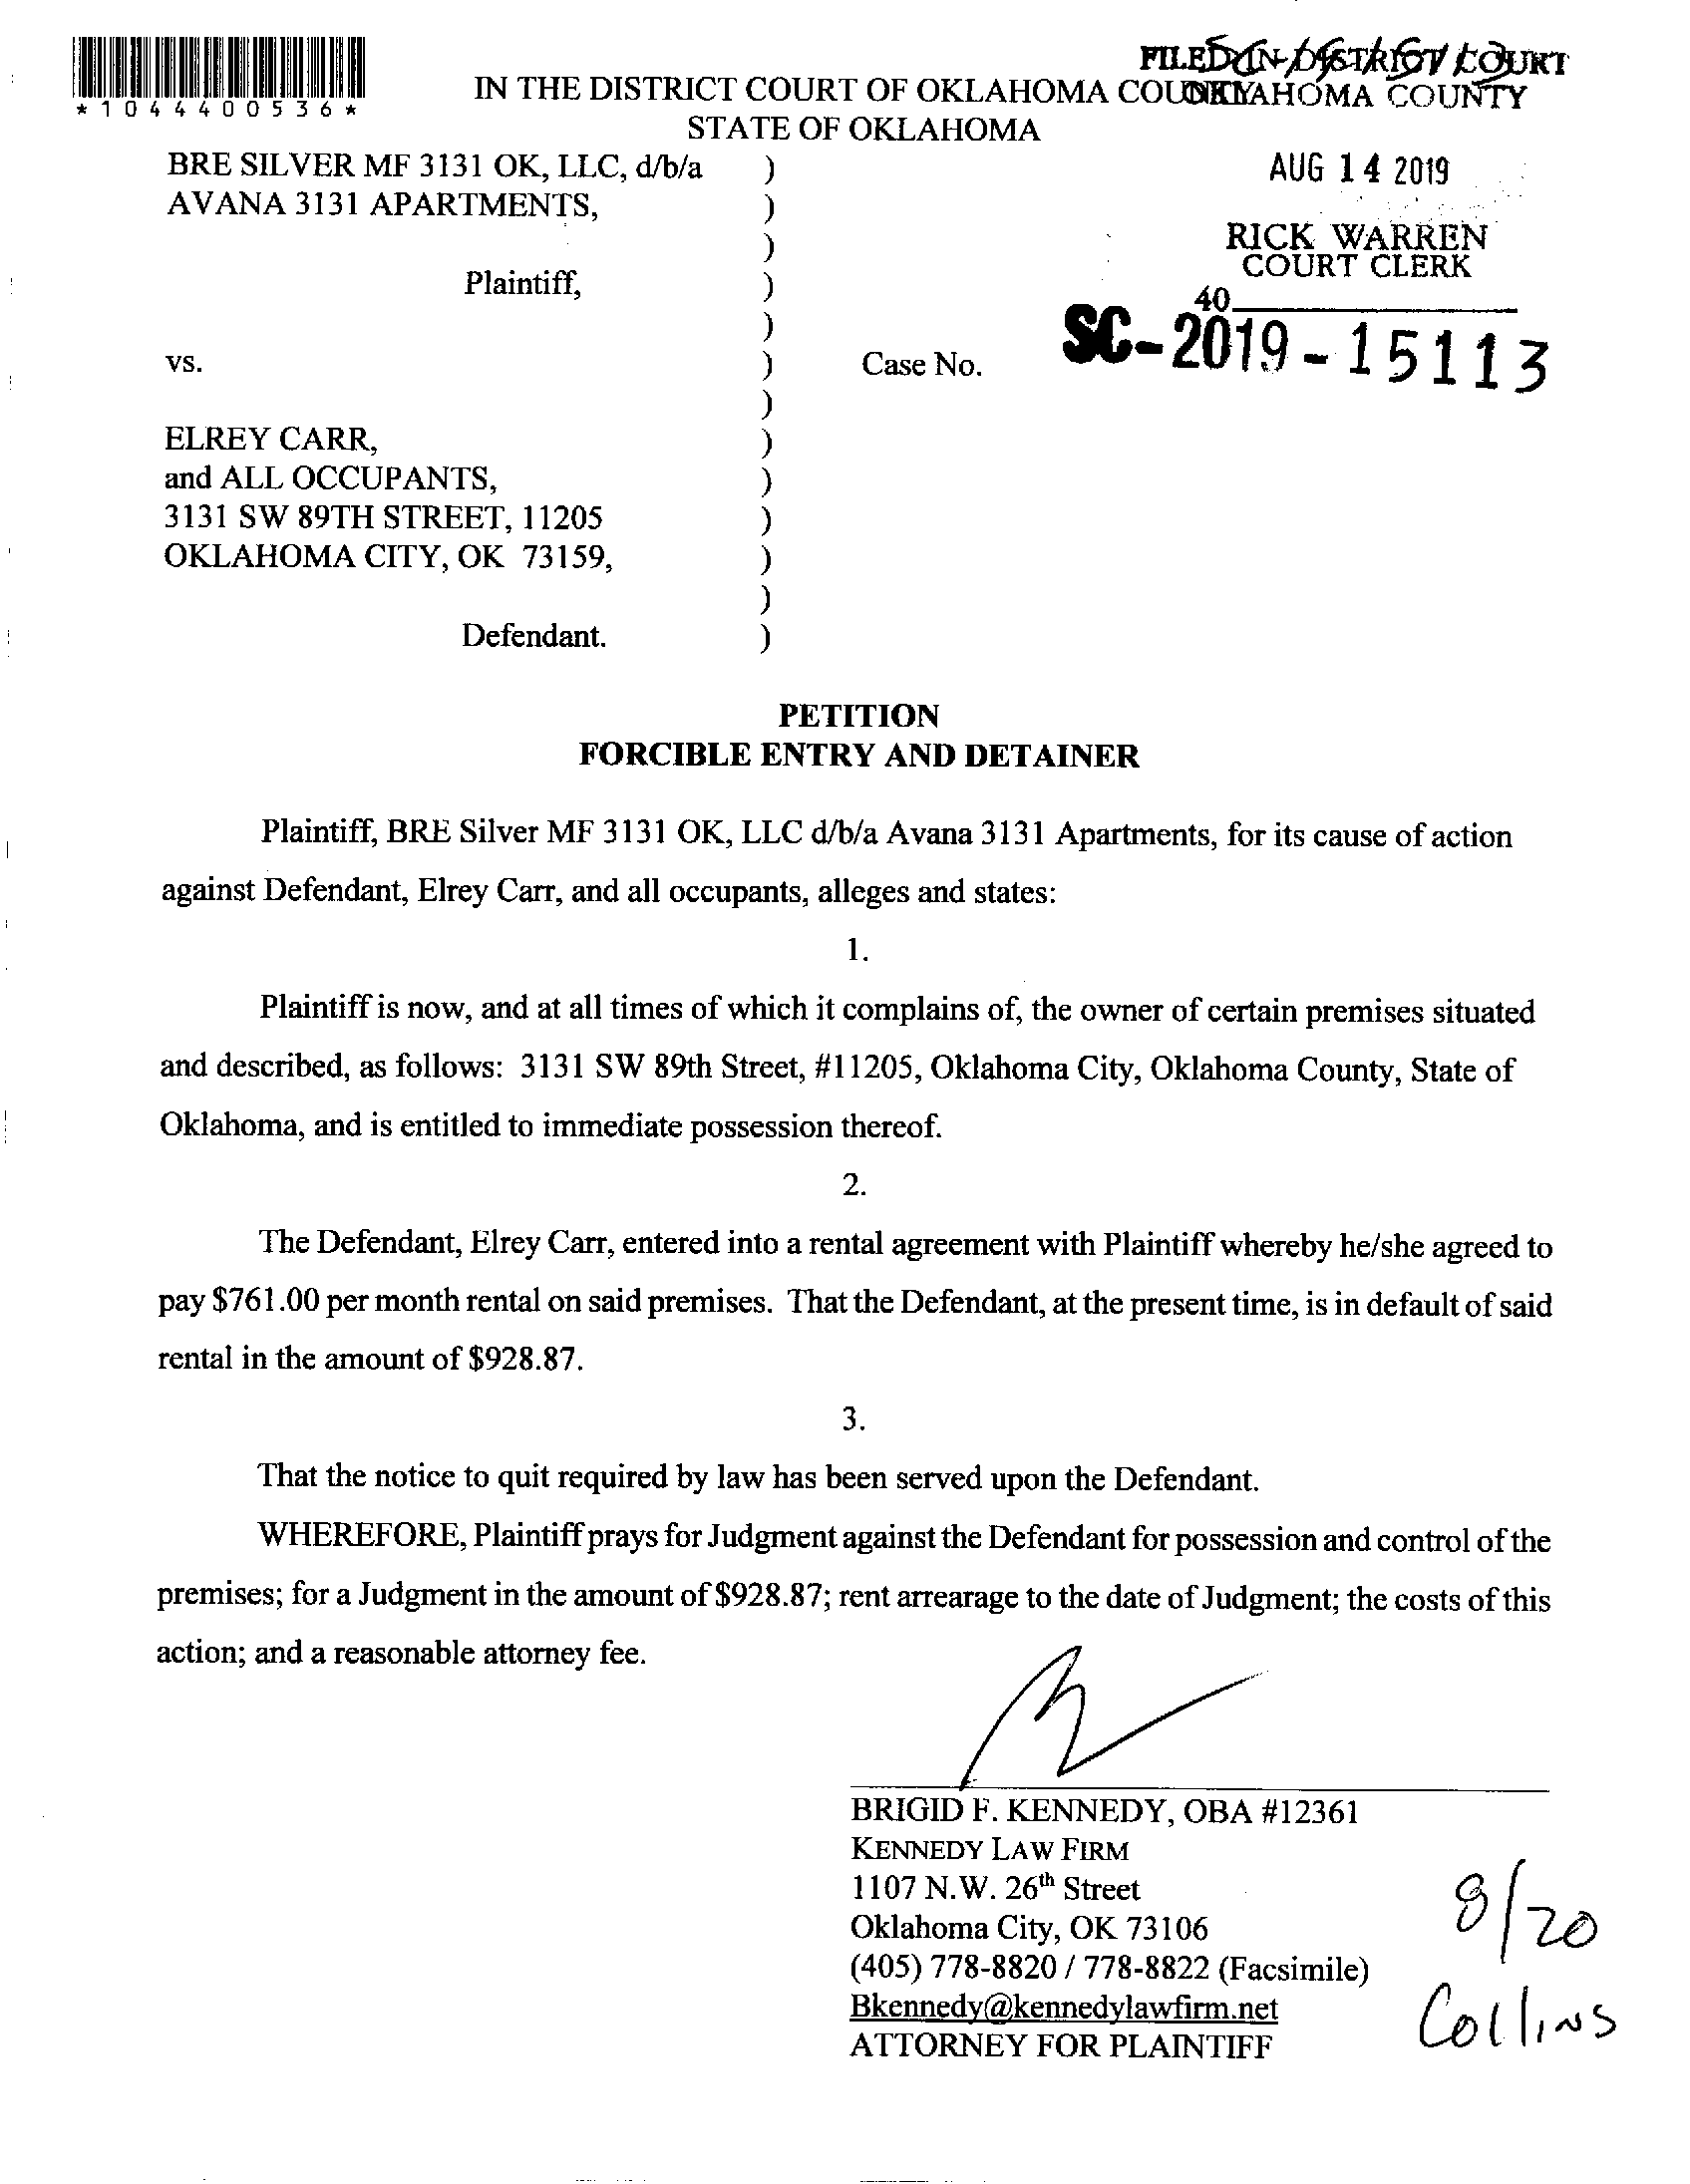 *1044400536*
FILED IN DISTRICT COURT
OKLAHOMA COUNTY
IN THE DISTRICT COURT OF OKLAHOMA COUNTY
STATE OF OKLAHOMA
AUG 14 2019
RICK WARREN
COURT CLERK
40
BRE SILVER MF 3131 OK, LLC, d/b/a )
AVANA 3131 APARTMENTS, )
)
Plaintiff, )
)
vs. ) Case No. SC-2019-15113
)
ELREY CARR, )
and ALL OCCUPANTS, )
3131 SW 89TH STREET, 11205 )
OKLAHOMA CITY, OK 73159, )
)
Defendant. )
PETITION
FORCIBLE ENTRY AND DETAINER
Plaintiff, BRE Silver MF 3131 OK, LLC d/b/a Avana 3131 Apartments, for its cause of action
against Defendant, Elrey Carr, and all occupants, alleges and states:
1.
Plaintiff is now, and at all times of which it complains of, the owner of certain premises situated
and described, as follows: 3131 SW 89th Street, #11205, Oklahoma City, Oklahoma County, State of
Oklahoma, and is entitled to immediate possession thereof.
2.
The Defendant, Elrey Carr, entered into a rental agreement with Plaintiff whereby he/she agreed to
pay $761.00 per month rental on said premises. That the Defendant, at the present time, is in default of said
rental in the amount of $928.87.
3.
That the notice to quit required by law has been served upon the Defendant.
WHEREFORE, Plaintiff prays for Judgment against the Defendant for possession and control of the
premises; for a Judgment in the amount of $928.87; rent arrearage to the date of Judgment; the costs of this
action; and a reasonable attorney fee.
BRIGID F. KENNEDY, OBA #12361
KENNEDY LAW FIRM
1107 N.W. 26th Street
Oklahoma City, OK 73106
(405) 778-8820 / 778-8822 (Facsimile)
Bkennedy@kennedylawfirm.net
ATTORNEY FOR PLAINTIFF
8/20
Collins